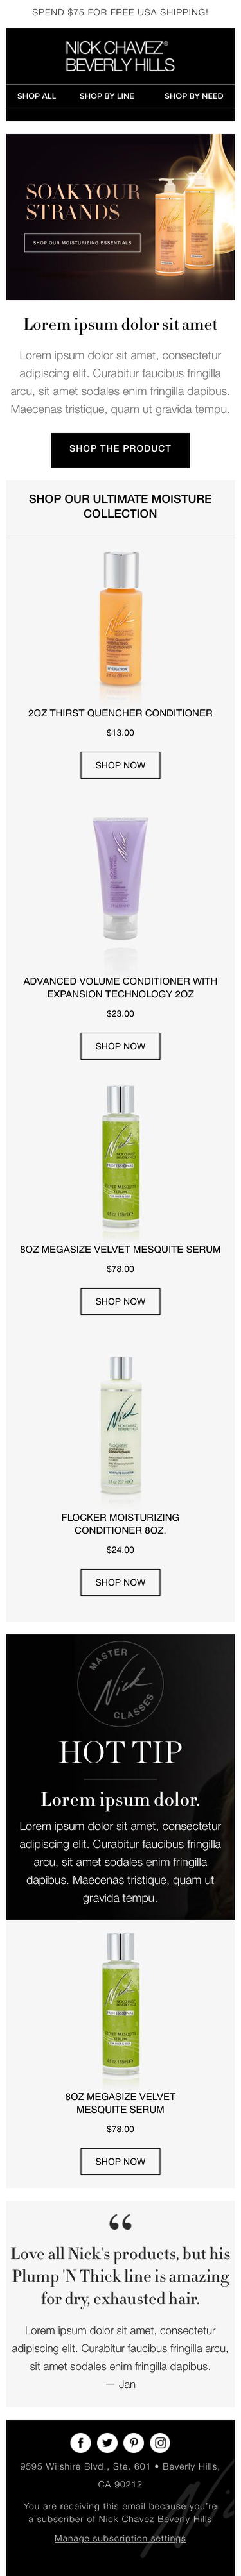 SPEND $75 FOR FREE USA SHIPPING!
NICK CHAVEZ®
BEVERLY HILLS
SHOP ALL SHOP BY LINE SHOP BY NEED
SOAK YOUR
STRANDS
SHOP OUR MOISTURIZING ESSENTIALS
Lorem ipsum dolor sit amet
Lorem ipsum dolor sit amet, consectetur
adipiscing elit. Curabitur faucibus fringilla
arcu, sit amet sodales enim fringilla dapibus.
Maecenas tristique, quam ut gravida tempu.
SHOP THE PRODUCT
SHOP OUR ULTIMATE MOISTURE
COLLECTION
2OZ THIRST QUENCHER CONDITIONER
$13.00
SHOP NOW
Nick
ADVANCED VOLUME CONDITIONER WITH
EXPANSION TECHNOLOGY 2OZ
$23.00
SHOP NOW
Nick
8OZ MEGASIZE VELVET MESQUITE SERUM
$78.00
SHOP NOW
Nick
FLOCKER MOISTURIZING
CONDITIONER 8OZ.
$24.00
SHOP NOW
MASTER
Nick
CLASSES
HOT TIP
Lorem ipsum dolor.
Lorem ipsum dolor sit amet, consectetur
adipiscing elit. Curabitur faucibus fringilla
arcu, sit amet sodales enim fringilla
dapibus. Maecenas tristique, quam ut
gravida tempu.
Nick
8OZ MEGASIZE VELVET
MESQUITE SERUM
$78.00
SHOP NOW
“
Love all Nick's products, but his
Plump 'N Thick line is amazing
for dry, exhausted hair.
Lorem ipsum dolor sit amet, consectetur
adipiscing elit. Curabitur faucibus fringilla arcu,
sit amet sodales enim fringilla dapibus.
— Jan
9595 Wilshire Blvd., Ste. 601 • Beverly Hills,
CA 90212
You are receiving this email because you're
a subscriber of Nick Chavez Beverly Hills
Manage subscription settings